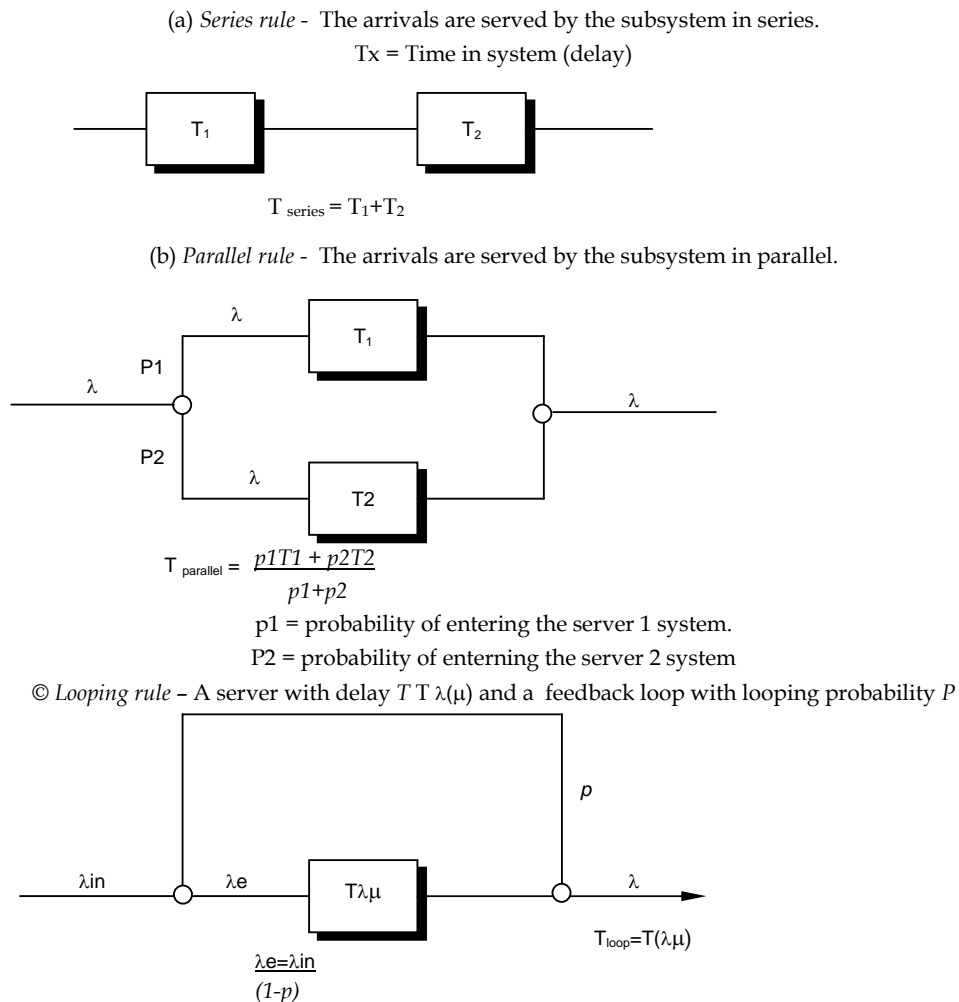 (a) Series rule - The arrivals are served by the subsystem in series.
Tx = Time in system (delay)
T1
T2
T series = T1+T2
(b) Parallel rule - The arrivals are served by the subsystem in parallel.
λ
T1
P1
λ
λ
P2
λ
T2
T parallel = p1T1 + p2T2
p1+p2
p1 = probability of entering the server 1 system.
P2 = probability of enterning the server 2 system
© Looping rule – A server with delay T T λ(μ) and a feedback loop with looping probability P
p
λin
λe
Tλμ
λ
Tloop=T(λμ)
λe=λin
(1-p)